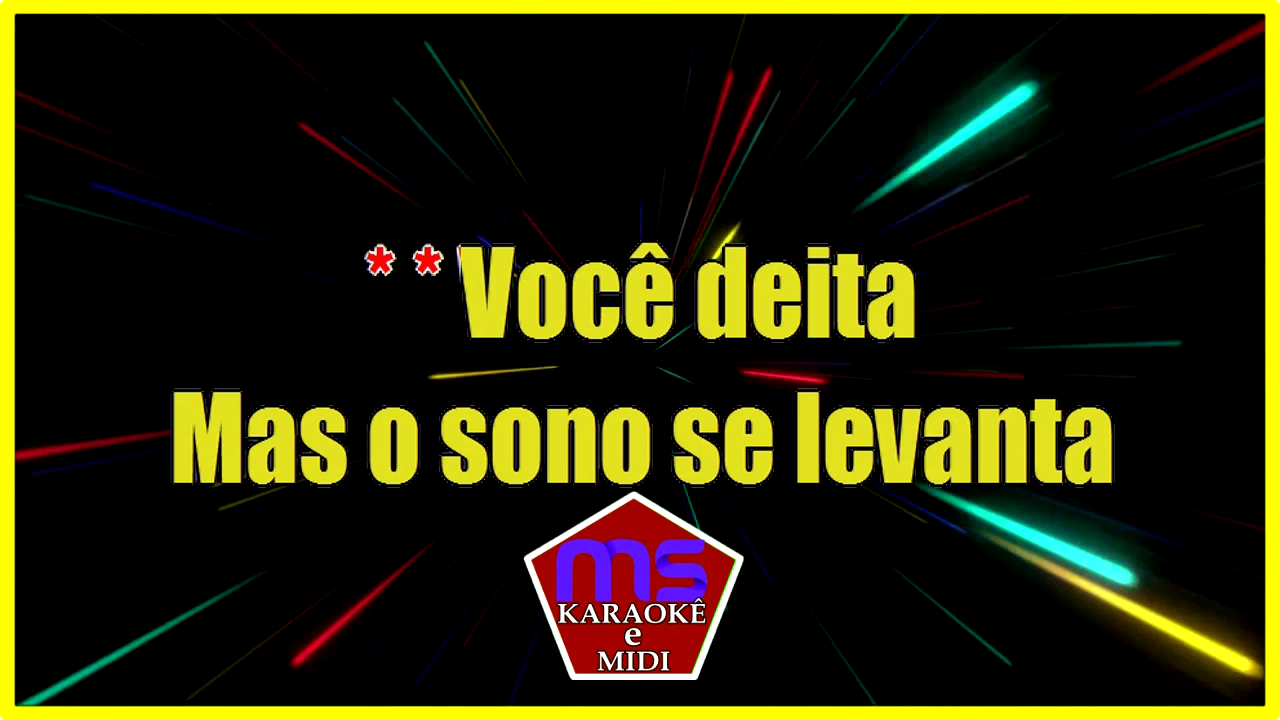 * * Você deita
Mas o sono se levanta
ms
KARAOKÊ
e
MIDI